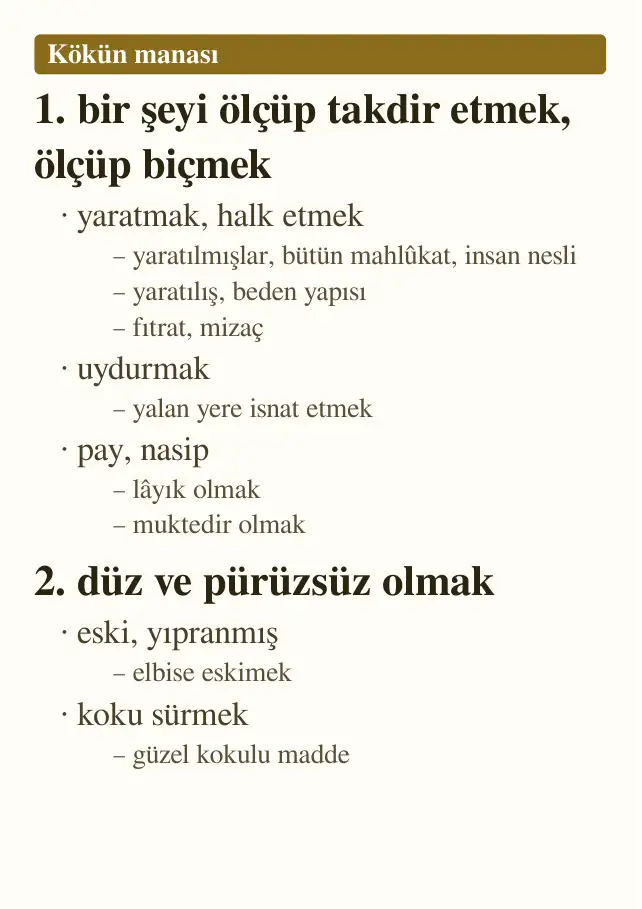 Kökün manası
1. bir şeyi ölçüp takdir etmek,
ölçüp biçmek
· yaratmak, halk etmek
– yaratılmışlar, bütün mahlûkat, insan nesli
– yaratılış, beden yapısı
– fıtrat, mizaç
· uydurmak
– yalan yere isnat etmek
· pay, nasip
– lâyık olmak
– muktedir olmak
2. düz ve pürüzsüz olmak
· eski, yıpranmış
– elbise eskimek
· koku sürmek
– güzel kokulu madde